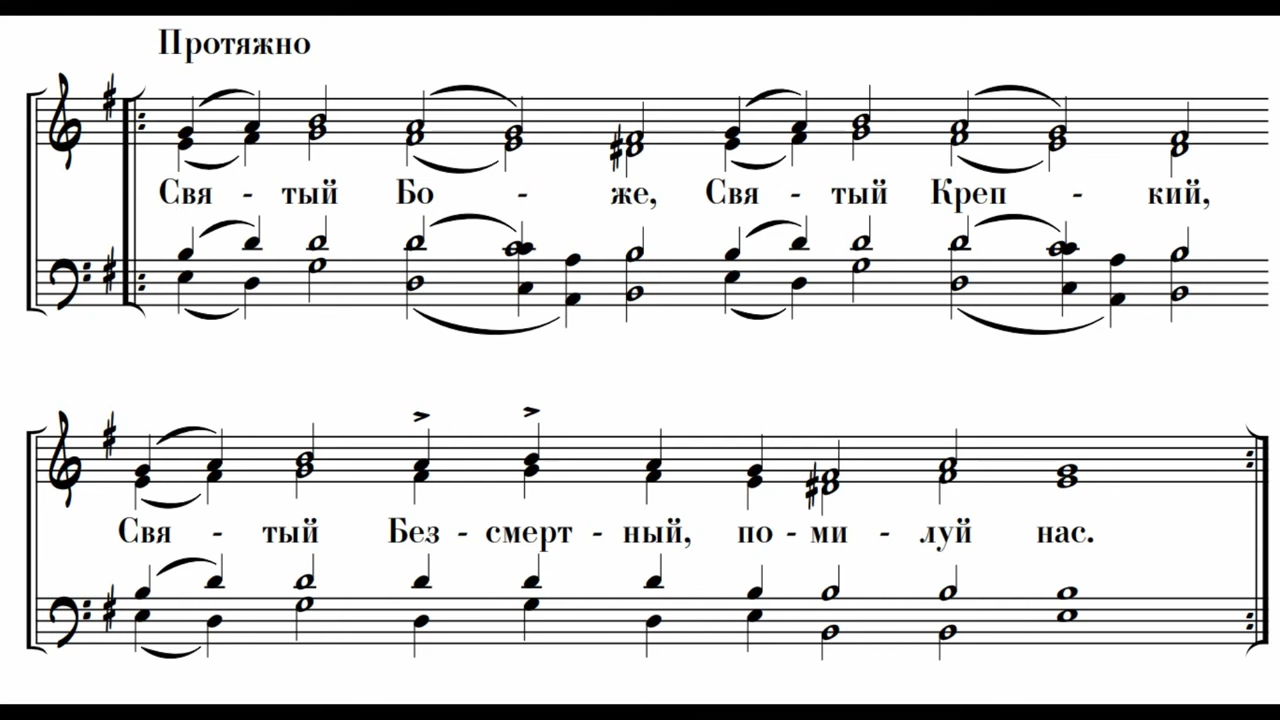 Протяжно
Свя - тый Бо - же, Свя - тый Креп - кий,
Свя - тый Без - смерт - ный, по - ми - луй нас.